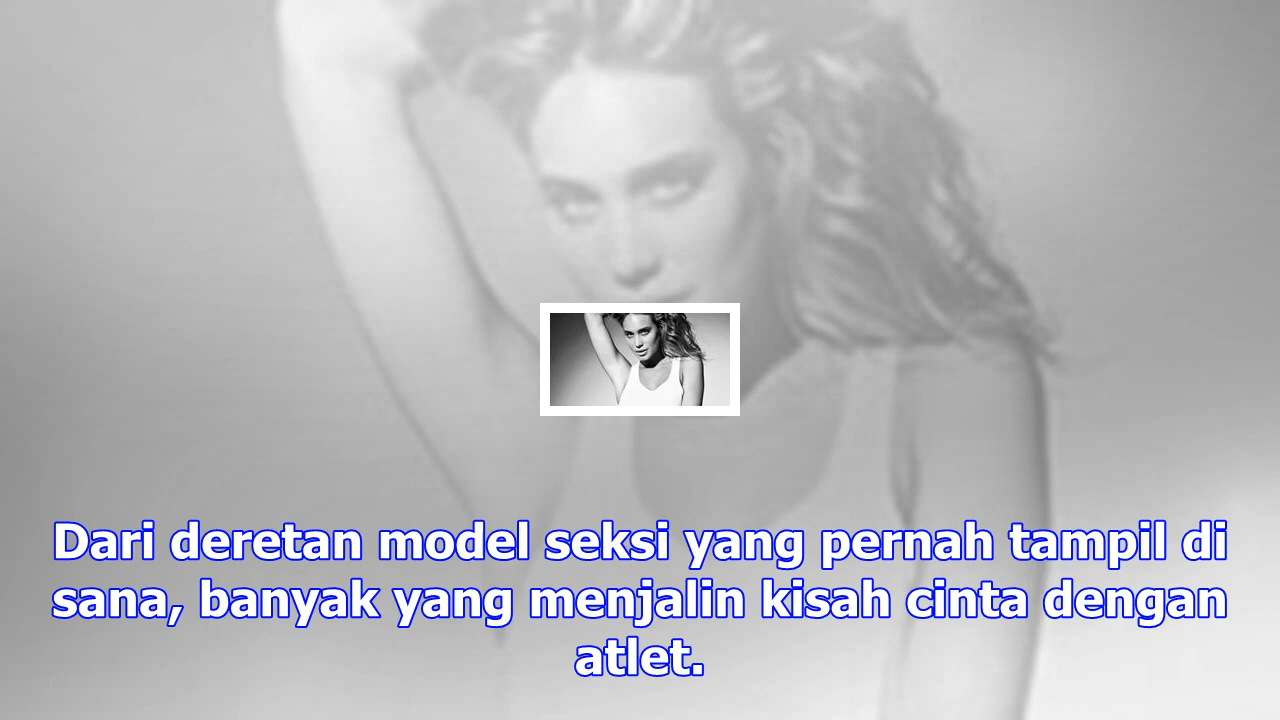 Dari deretan model seksi yang pernah tampil di
sana, banyak yang menjalin kisah cinta dengan
atlet.